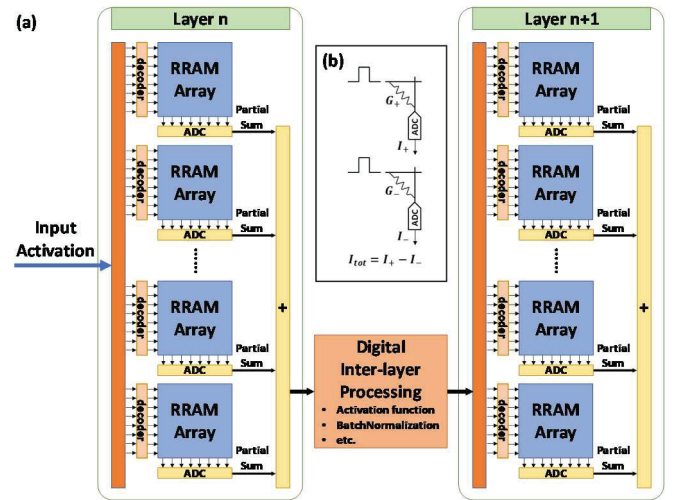 (a)
Layer n
decoder
RRAM
Array
Partial
Sum
ADC
decoder
RRAM
Array
Partial
Sum
ADC
......
decoder
RRAM
Array
Partial
Sum
ADC
decoder
RRAM
Array
Partial
Sum
ADC
+
Input
Activation
(b)
G₊
ADC
I₊
G₋
ADC
I₋
Iₜₒₜ = I₊ − I₋
Digital
Inter-layer
Processing
• Activation function
• BatchNormalization
• etc.
Layer n+1
decoder
RRAM
Array
Partial
Sum
ADC
decoder
RRAM
Array
Partial
Sum
ADC
......
decoder
RRAM
Array
Partial
Sum
ADC
decoder
RRAM
Array
Partial
Sum
ADC
+